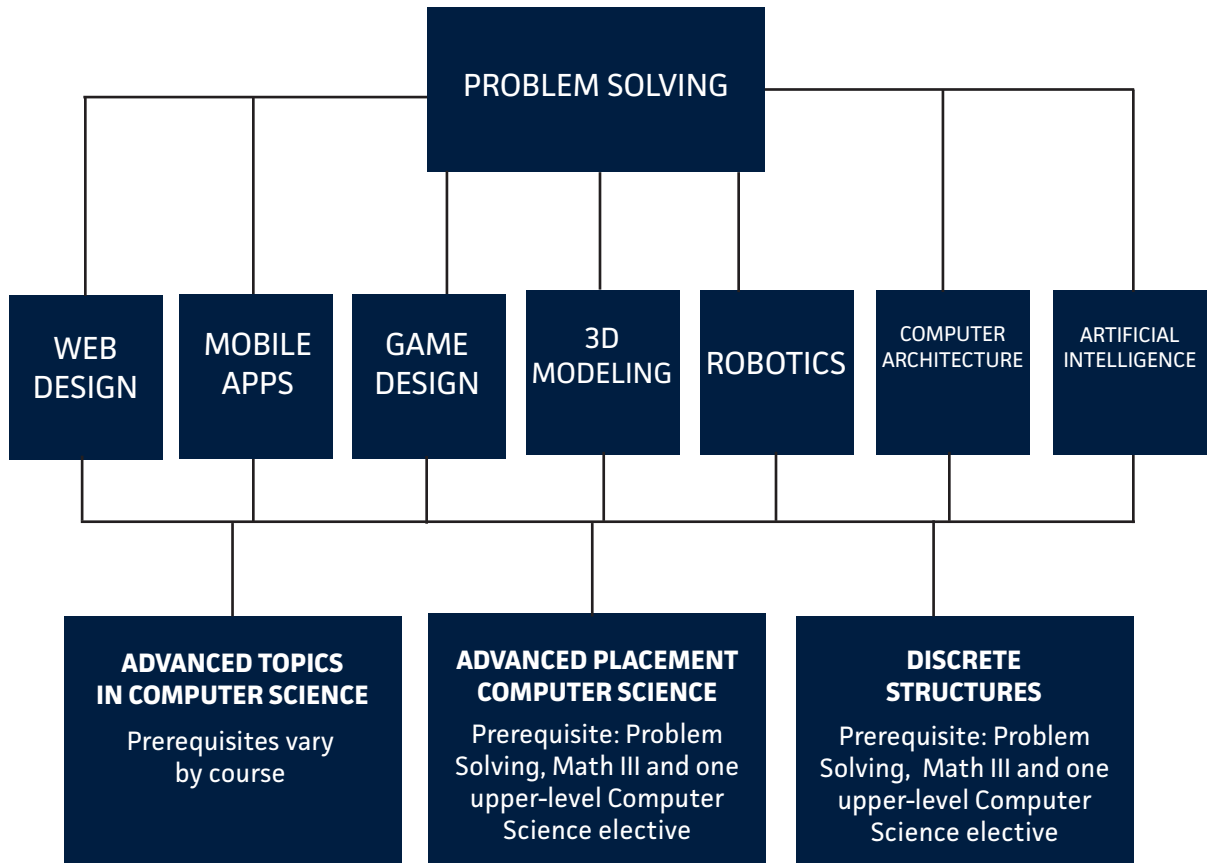 PROBLEM SOLVING
WEB
DESIGN
MOBILE
APPS
GAME
DESIGN
3D
MODELING
ROBOTICS
COMPUTER
ARCHITECTURE
ARTIFICIAL
INTELLIGENCE
ADVANCED TOPICS
IN COMPUTER SCIENCE
Prerequisites vary
by course
ADVANCED PLACEMENT
COMPUTER SCIENCE
Prerequisite: Problem
Solving, Math III and one
upper-level Computer
Science elective
DISCRETE
STRUCTURES
Prerequisite: Problem
Solving, Math III and one
upper-level Computer
Science elective